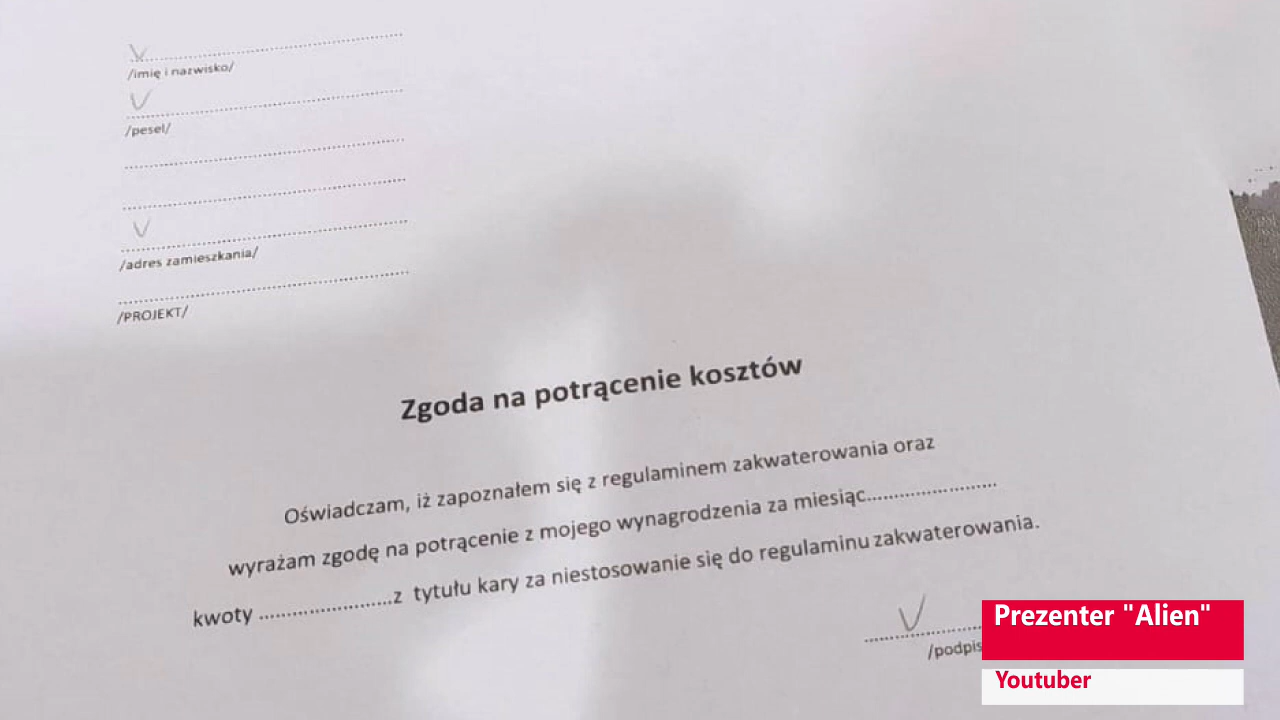 /imię i nazwisko/
/pesel/
/adres zamieszkania/
/PROJEKT/
Zgoda na potrącenie kosztów
Oświadczam, iż zapoznałem się z regulaminem zakwaterowania oraz
wyrażam zgodę na potrącenie z mojego wynagrodzenia za miesiąc........................
kwoty ........................z tytułu kary za niestosowanie się do regulaminu zakwaterowania.
/podpis
Prezenter "Alien"
Youtuber